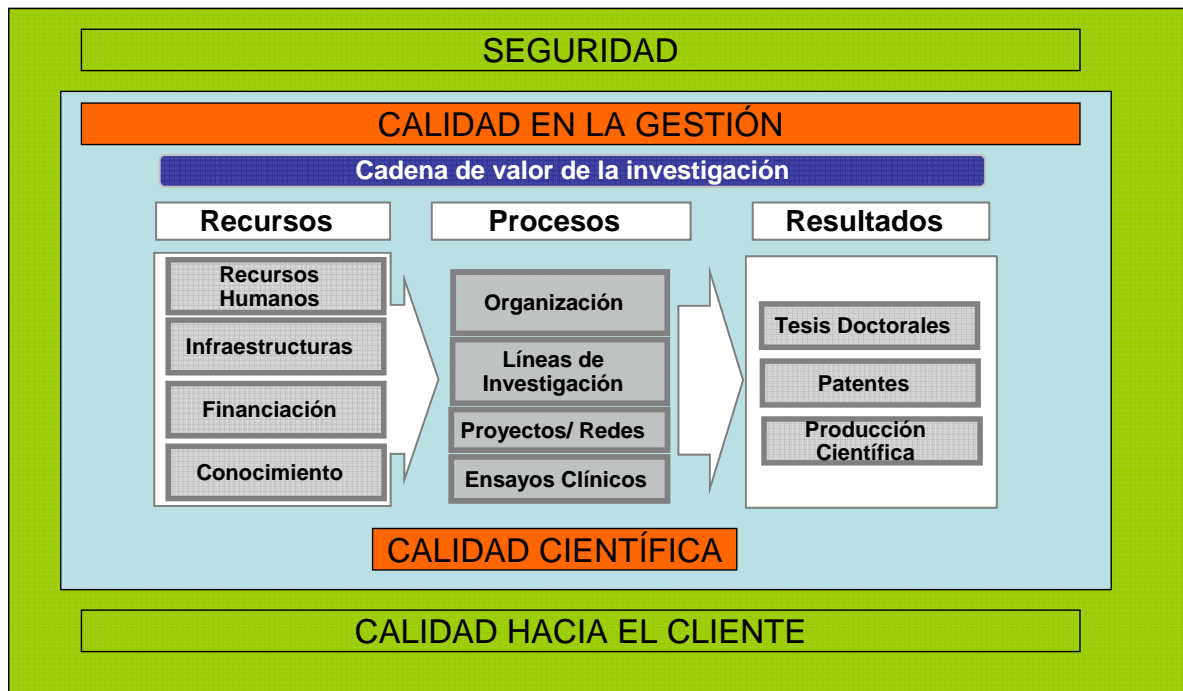 SEGURIDAD
CALIDAD EN LA GESTIÓN
Cadena de valor de la investigación
Recursos
Procesos
Resultados
Recursos
Humanos
Infraestructuras
Financiación
Conocimiento
Organización
Líneas de
Investigación
Proyectos/ Redes
Ensayos Clínicos
Tesis Doctorales
Patentes
Producción
Científica
CALIDAD CIENTÍFICA
CALIDAD HACIA EL CLIENTE